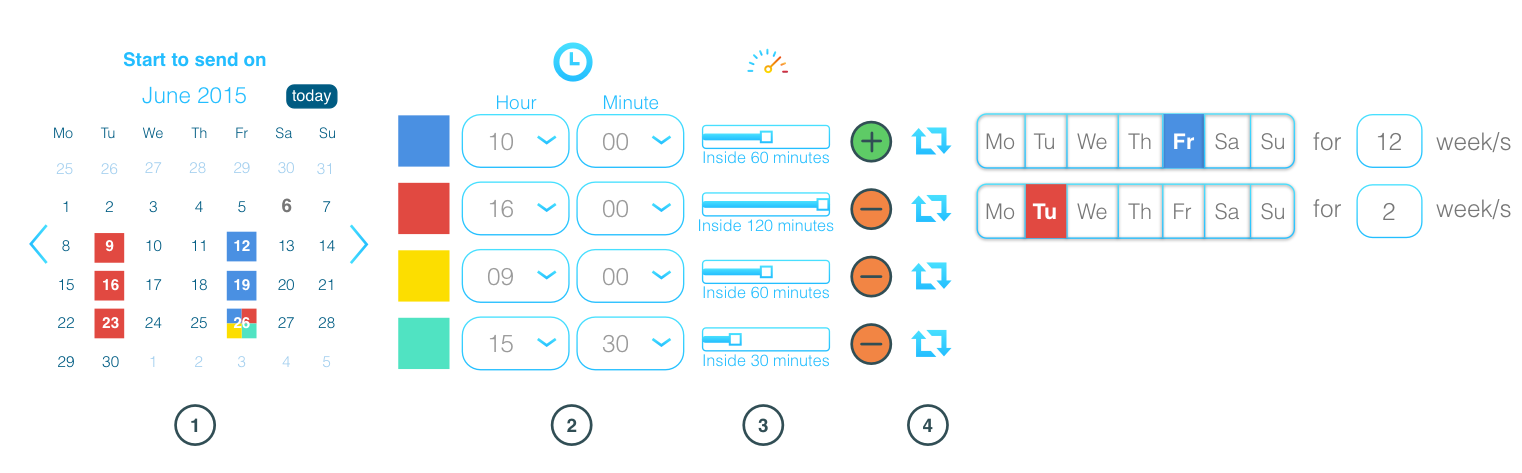 Start to send on
June 2015 today
Mo Tu We Th Fr Sa Su
25 26 27 28 29 30 31
1 2 3 4 5 6 7
8 9 10 11 12 13 14
15 16 17 18 19 20 21
22 23 24 25 26 27 28
29 30 1 2 3 4 5
1
Hour Minute
10 00
16 00
09 00
15 30
2
Inside 60 minutes
Inside 120 minutes
Inside 60 minutes
Inside 30 minutes
3
4
Mo Tu We Th Fr Sa Su for 12 week/s
Mo Tu We Th Fr Sa Su for 2 week/s